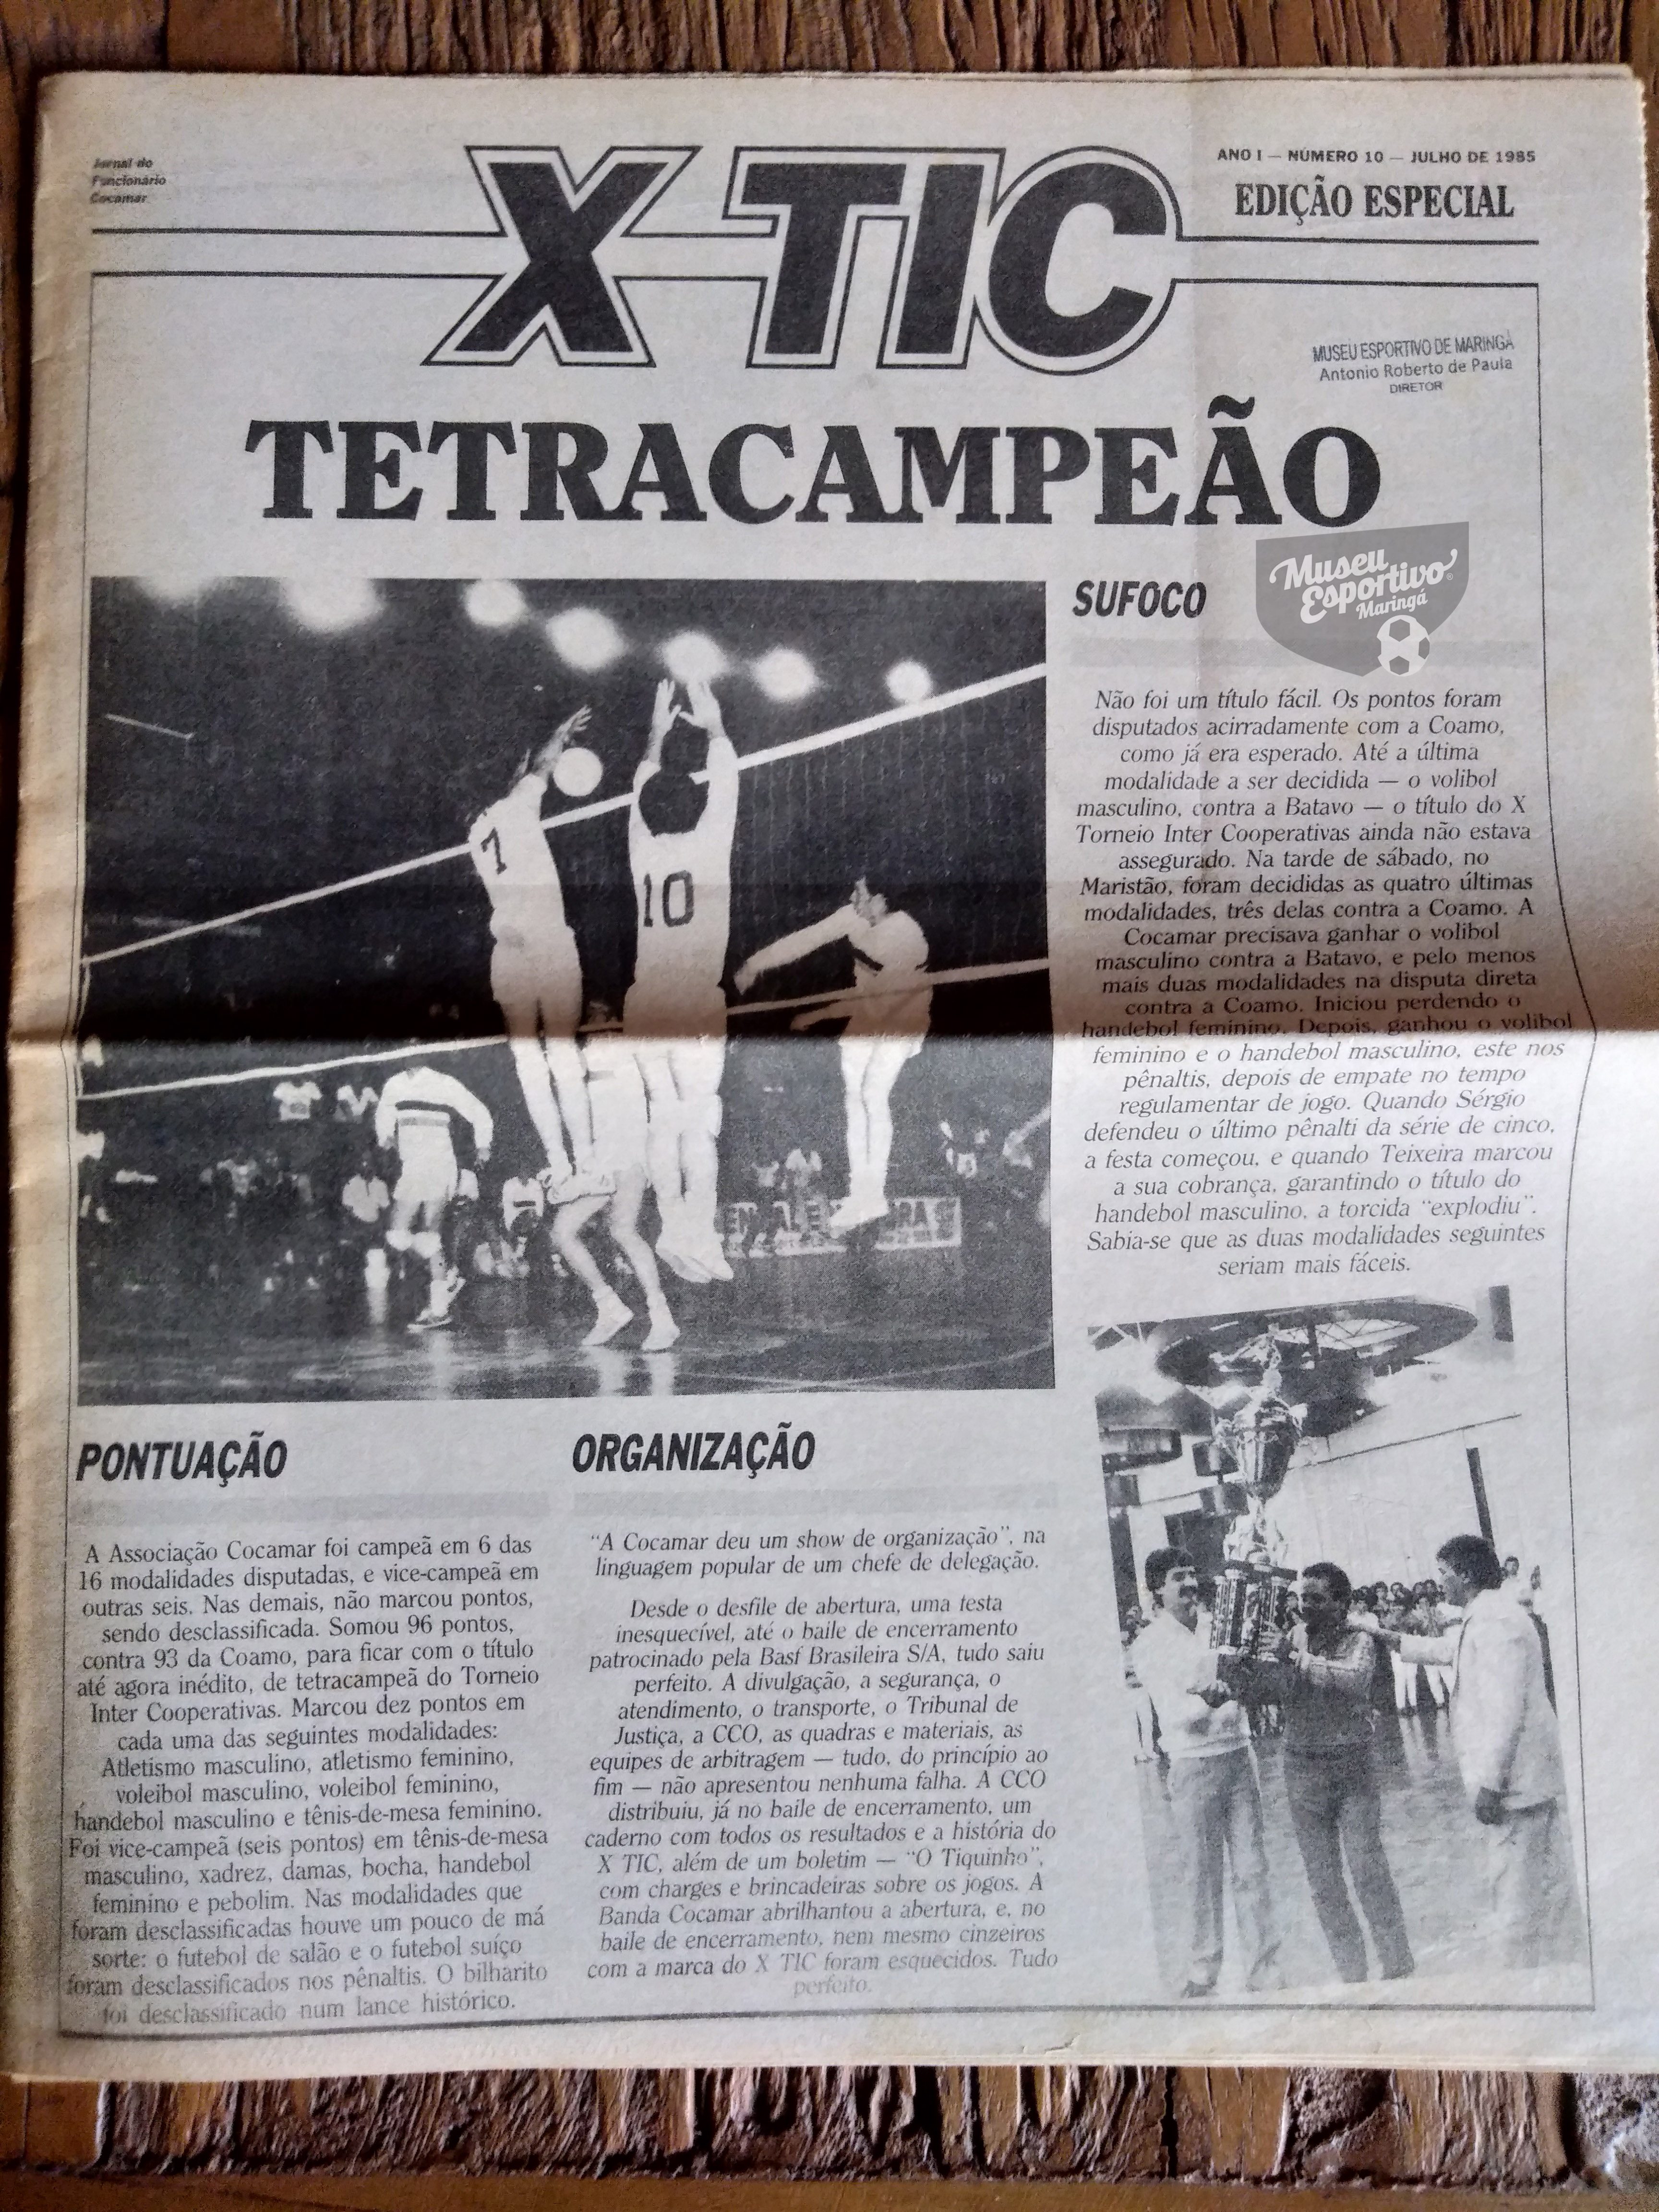 Jornal do
Funcionário
Cocamar
X TIC
ANO I — NÚMERO 10 — JULHO DE 1985
EDIÇÃO ESPECIAL
MUSEU ESPORTIVO DE MARINGÁ
Antonio Roberto de Paula
DIRETOR
TETRACAMPEÃO
Museu
Esportivo
Maringá
7
10
SUFOCO
Não foi um título fácil. Os pontos foram
disputados acirradamente com a Coamo,
como já era esperado. Até a última
modalidade a ser decidida — o volibol
masculino, contra a Batavo — o título do X
Torneio Inter Cooperativas ainda não estava
assegurado. Na tarde de sábado, no
Maristão, foram decididas as quatro últimas
modalidades, três delas contra a Coamo. A
Cocamar precisava ganhar o volibol
masculino contra a Batavo, e pelo menos
mais duas modalidades na disputa direta
contra a Coamo. Iniciou perdendo o
handebol feminino. Depois, ganhou o volibol
feminino e o handebol masculino, este nos
pênaltis, depois de empate no tempo
regulamentar de jogo. Quando Sérgio
defendeu o último pênalti da série de cinco,
a festa começou, e quando Teixeira marcou
a sua cobrança, garantindo o título do
handebol masculino, a torcida “explodiu”.
Sabia-se que as duas modalidades seguintes
seriam mais fáceis.
PONTUAÇÃO
A Associação Cocamar foi campeã em 6 das
16 modalidades disputadas, e vice-campeã em
outras seis. Nas demais, não marcou pontos,
sendo desclassificada. Somou 96 pontos,
contra 93 da Coamo, para ficar com o título
até agora inédito, de tetracampeã do Torneio
Inter Cooperativas. Marcou dez pontos em
cada uma das seguintes modalidades:
Atletismo masculino, atletismo feminino,
voleibol masculino, voleibol feminino,
handebol masculino e tênis-de-mesa feminino.
Foi vice-campeã (seis pontos) em tênis-de-mesa
masculino, xadrez, damas, bocha, handebol
feminino e pebolim. Nas modalidades que
foram desclassificadas houve um pouco de má
sorte: o futebol de salão e o futebol suíço
foram desclassificados nos pênaltis. O bilharito
foi desclassificado num lance histórico.
ORGANIZAÇÃO
“A Cocamar deu um show de organização”, na
linguagem popular de um chefe de delegação.
Desde o desfile de abertura, uma festa
inesquecível, até o baile de encerramento
patrocinado pela Basf Brasileira S/A, tudo saiu
perfeito. A divulgação, a segurança, o
atendimento, o transporte, o Tribunal de
Justiça, a CCO, as quadras e materiais, as
equipes de arbitragem — tudo, do princípio ao
fim — não apresentou nenhuma falha. A CCO
distribuiu, já no baile de encerramento, um
caderno com todos os resultados e a história do
X TIC, além de um boletim — “O Tiquinho”,
com charges e brincadeiras sobre os jogos. A
Banda Cocamar abrilhantou a abertura, e, no
baile de encerramento, nem mesmo cinzeiros
com a marca do X TIC foram esquecidos. Tudo
perfeito.